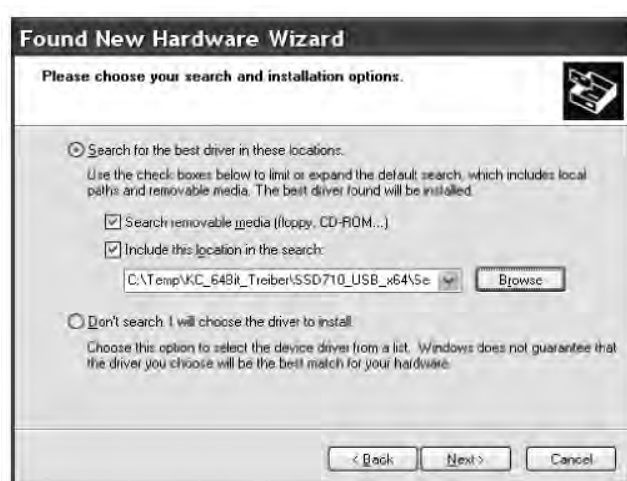 Found New Hardware Wizard
Please choose your search and installation options.
Search for the best driver in these locations.
Use the check boxes below to limit or expand the default search, which includes local
paths and removable media. The best driver found will be installed.
Search removable media (floppy, CD-ROM...)
Include this location in the search:
C:\Temp\KC_64Bit_Treiber\SSD710_USB_x64\Se
Browse
Don't search. I will choose the driver to install.
Choose this option to select the device driver from a list. Windows does not guarantee that
the driver you choose will be the best match for your hardware.
< Back
Next >
Cancel